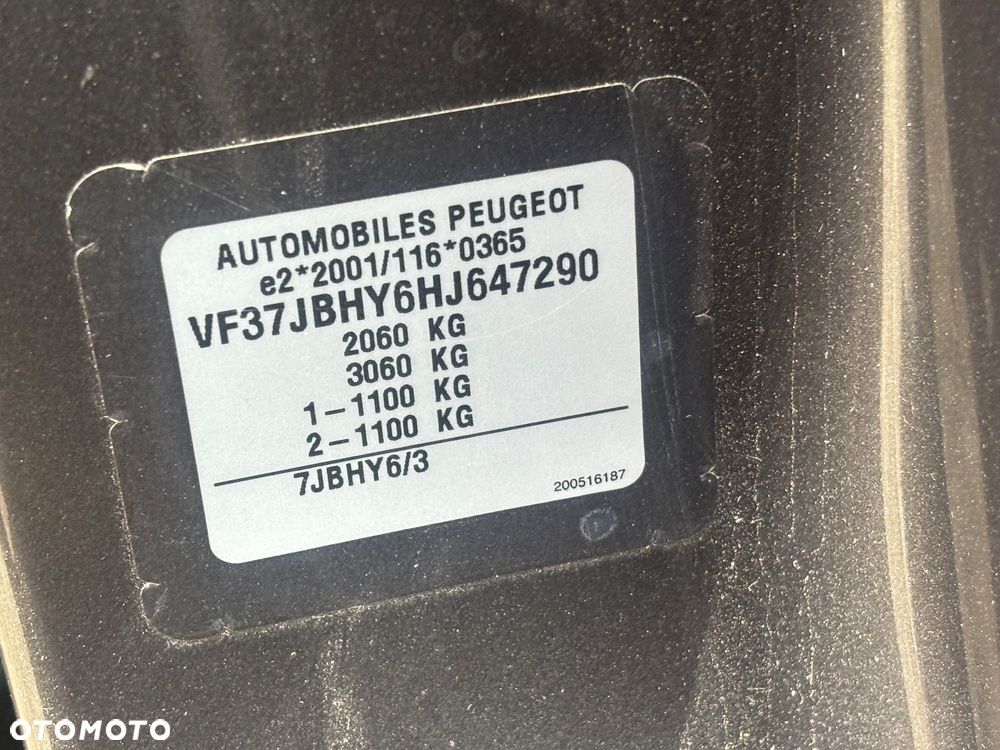 AUTOMOBILES PEUGEOT
e2*2001/116*0365
VF37JBHY6HJ647290
2060 KG
3060 KG
1-1100 KG
2-1100 KG
7JBHY6/3
200516187
OTOMOTO